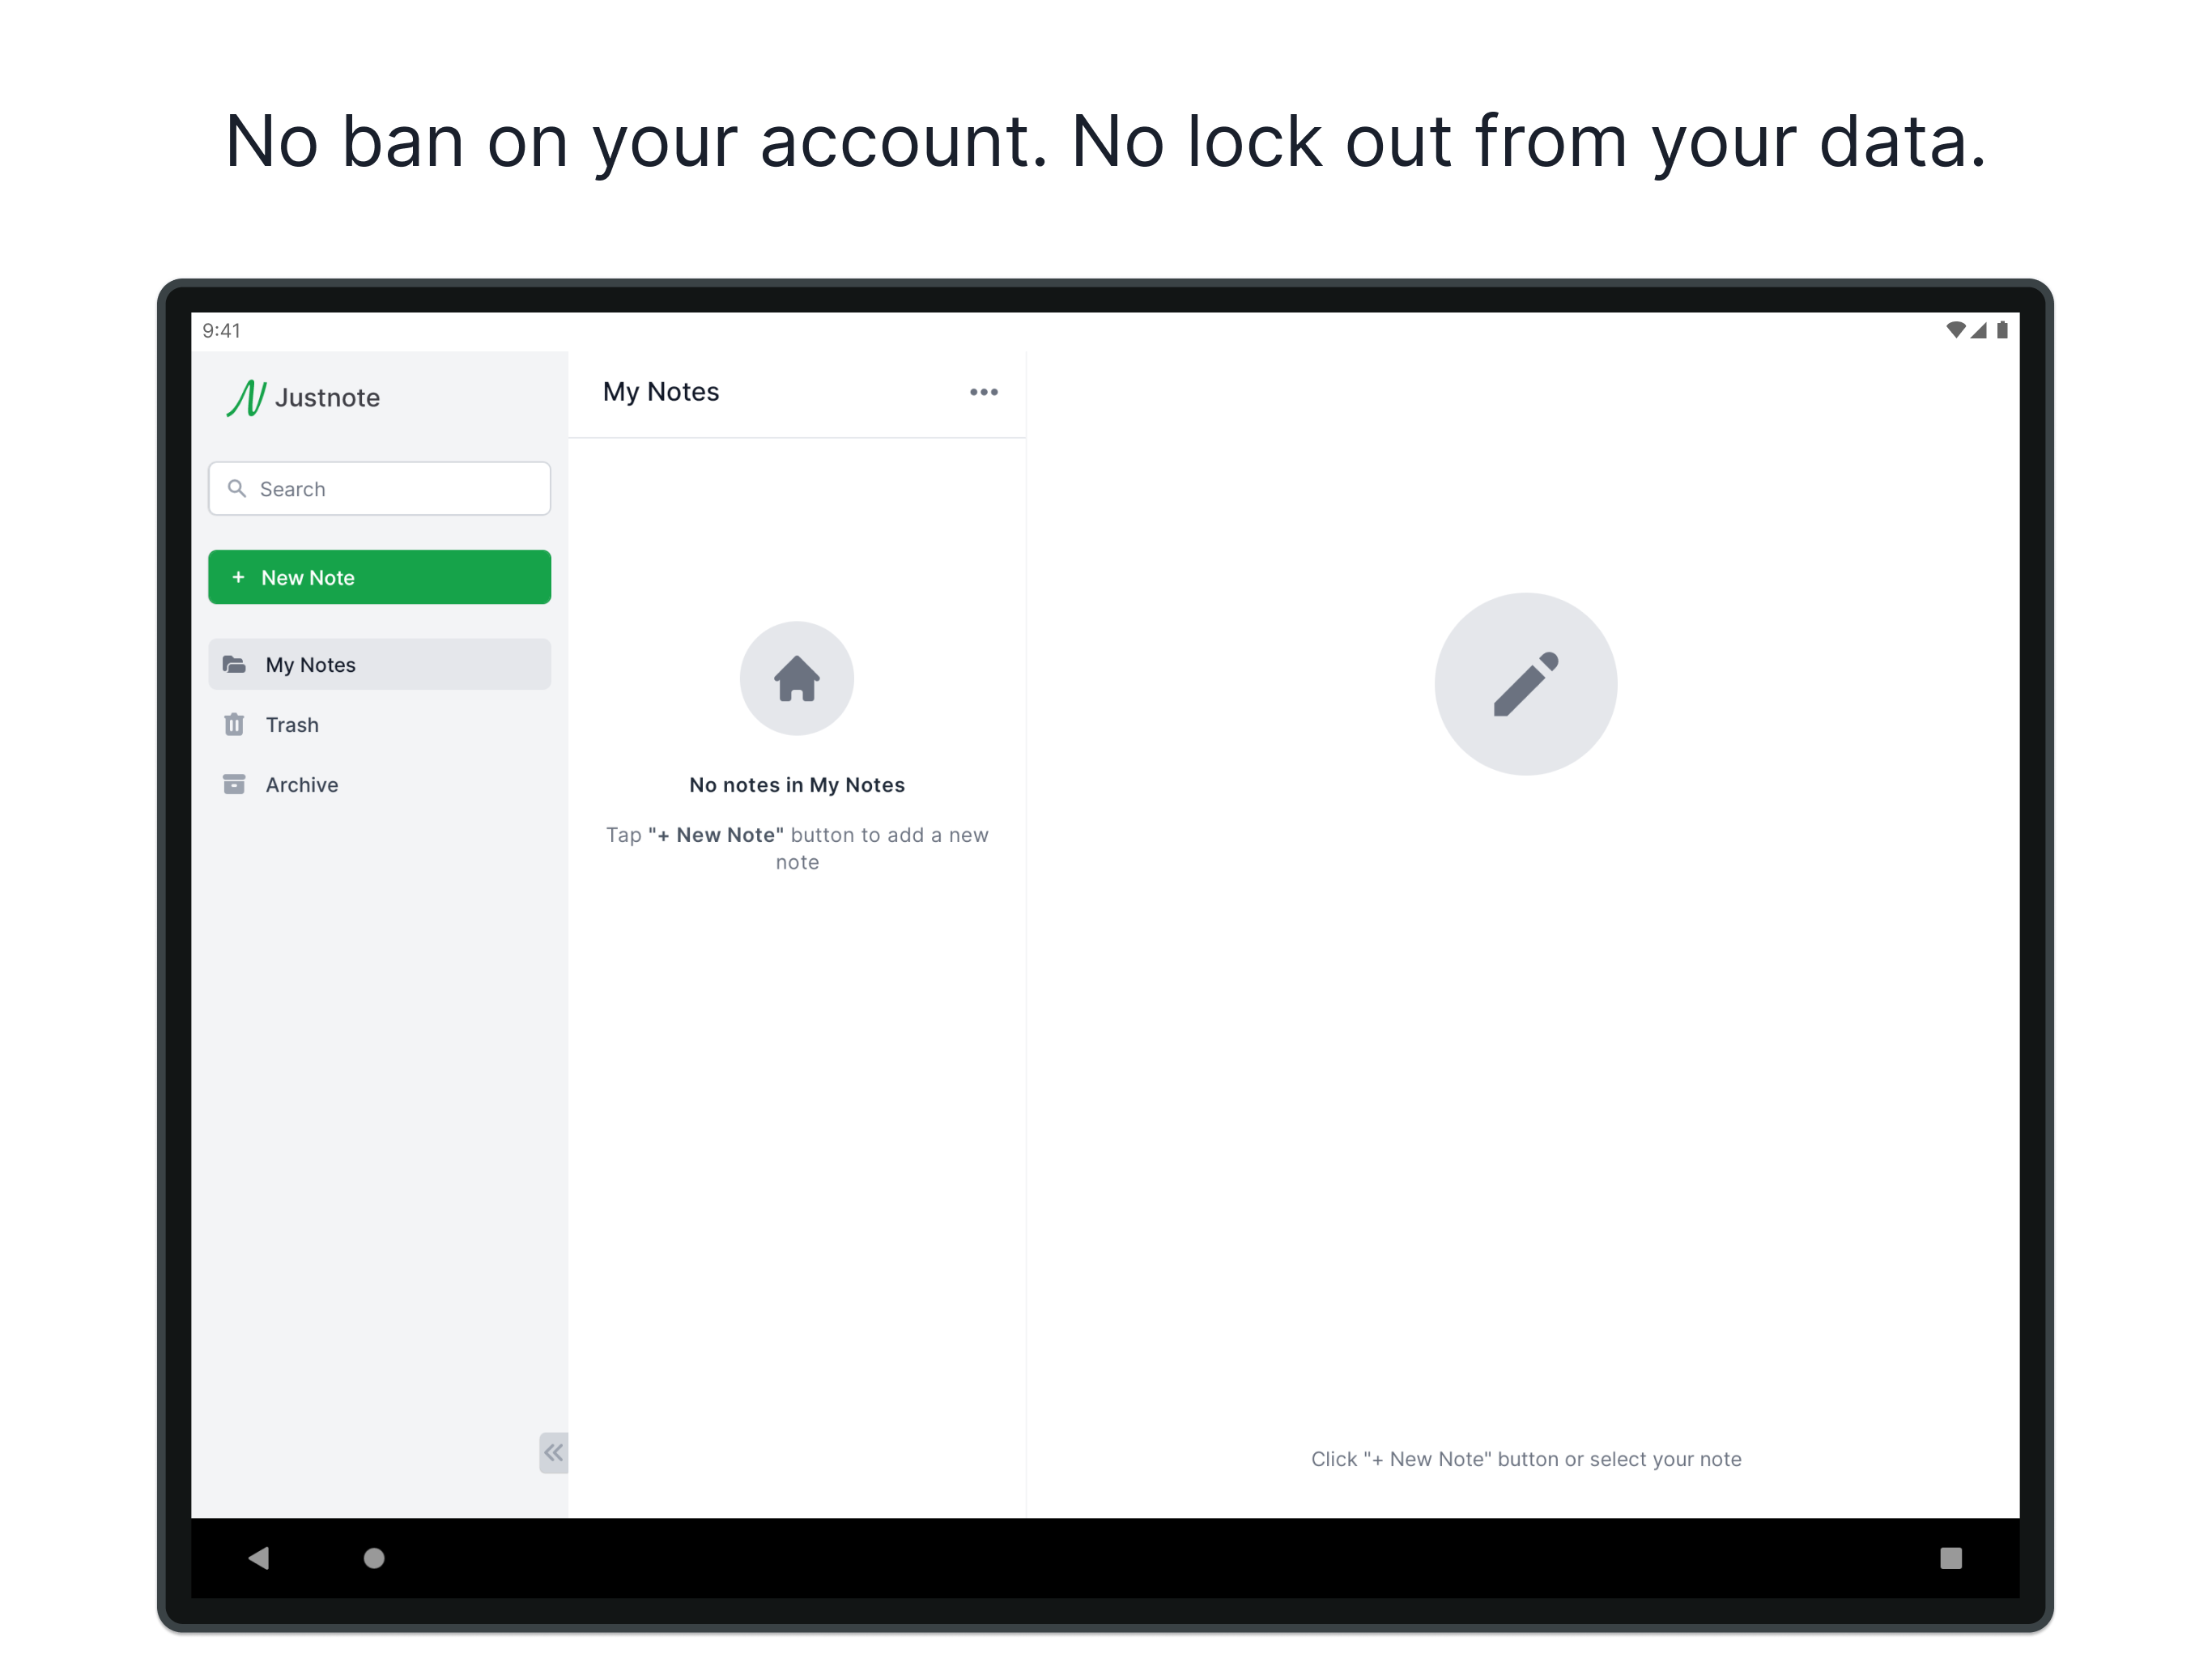 No ban on your account. No lock out from your data.
9:41
Justnote
Search
+ New Note
My Notes
Trash
Archive
My Notes
No notes in My Notes
Tap "+ New Note" button to add a new
note
Click "+ New Note" button or select your note